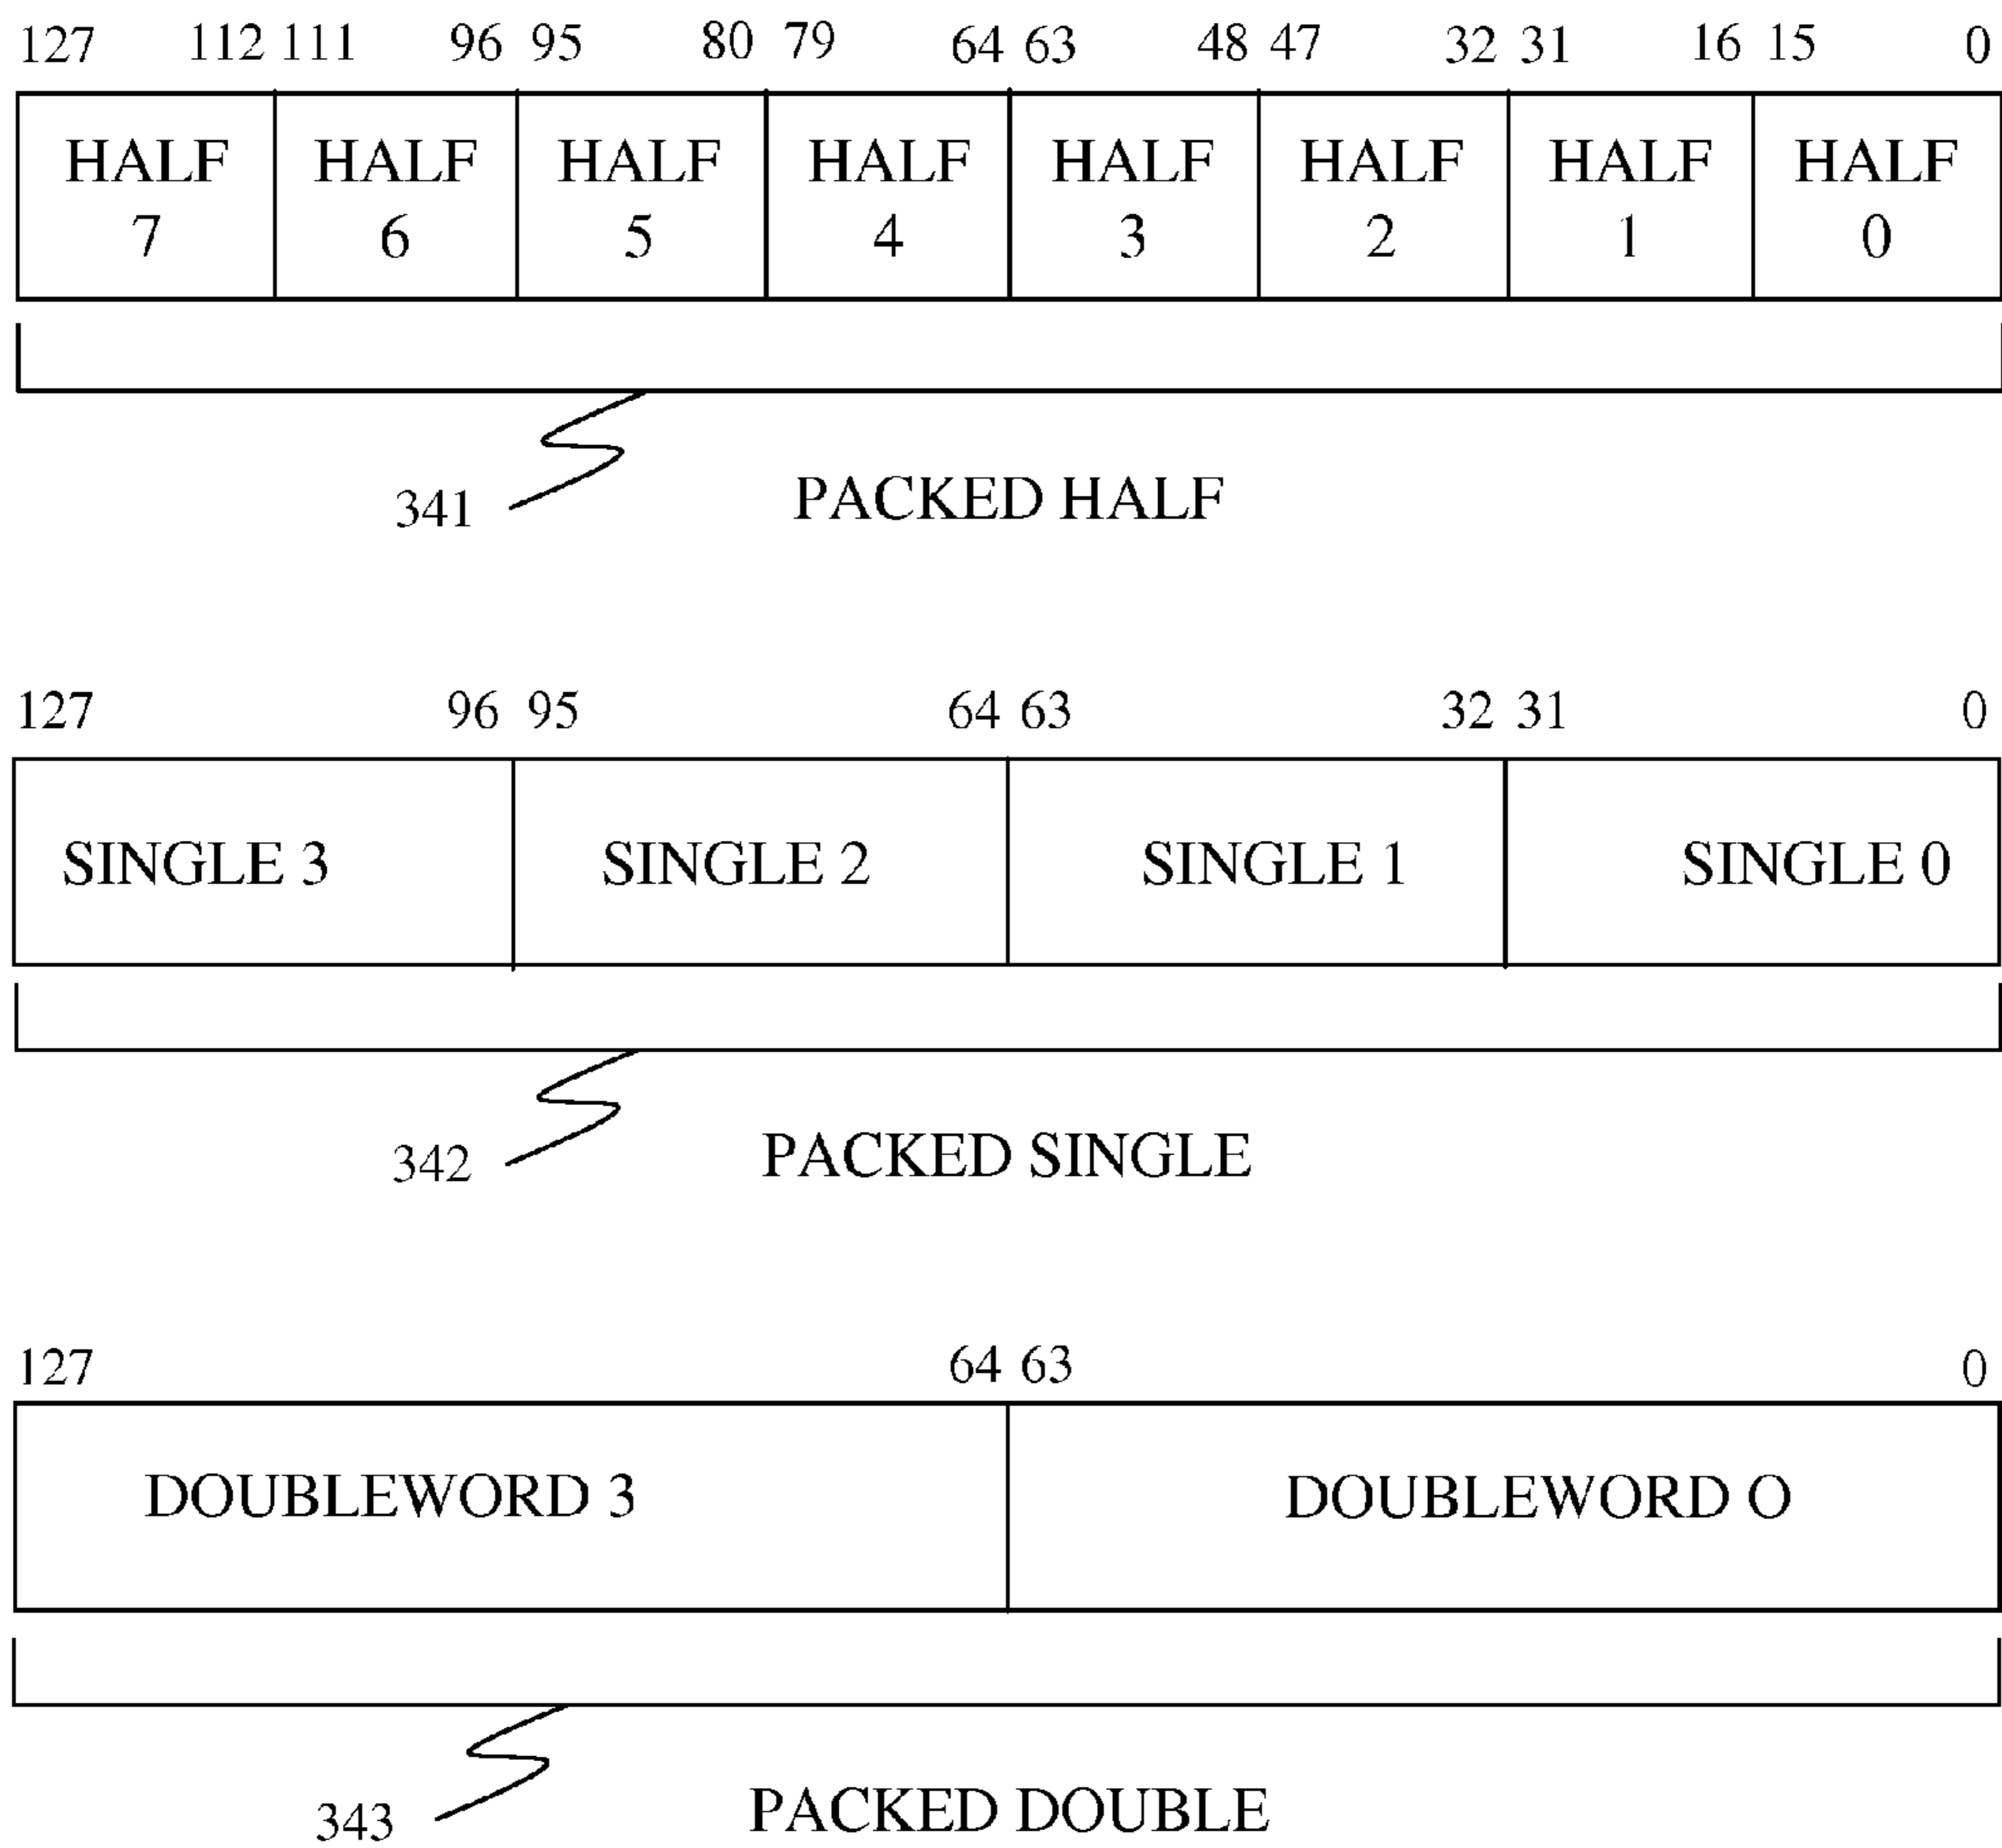 127 112 111 96 95 80 79 64 63 48 47 32 31 16 15 0
HALF HALF HALF HALF HALF HALF HALF HALF
7 6 5 4 3 2 1 0
341 PACKED HALF
127 96 95 64 63 32 31 0
SINGLE 3 SINGLE 2 SINGLE 1 SINGLE 0
342 PACKED SINGLE
127 64 63 0
DOUBLEWORD 3 DOUBLEWORD O
343 PACKED DOUBLE